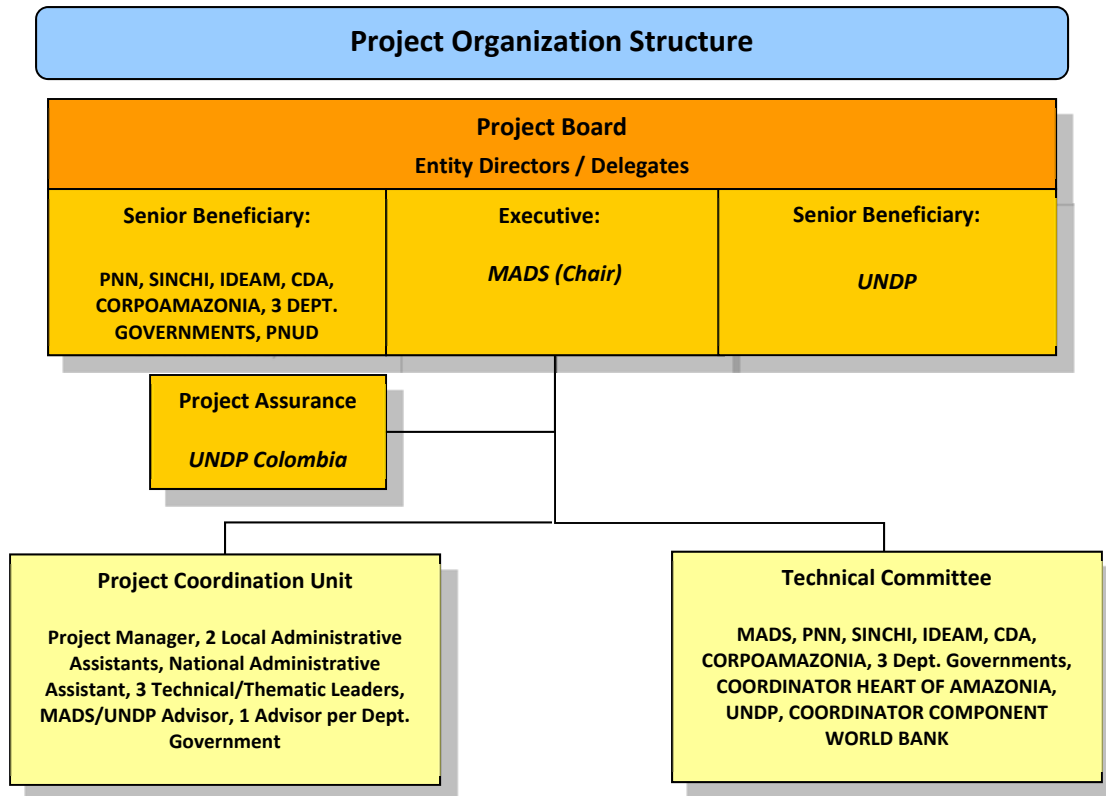 Project Organization Structure
Project Board
Entity Directors / Delegates
Senior Beneficiary:
PNN, SINCHI, IDEAM, CDA,
CORPOAMAZONIA, 3 DEPT.
GOVERNMENTS, PNUD
Executive:
MADS (Chair)
Senior Beneficiary:
UNDP
Project Assurance
UNDP Colombia
Project Coordination Unit
Project Manager, 2 Local Administrative
Assistants, National Administrative
Assistant, 3 Technical/Thematic Leaders,
MADS/UNDP Advisor, 1 Advisor per Dept.
Government
Technical Committee
MADS, PNN, SINCHI, IDEAM, CDA,
CORPOAMAZONIA, 3 Dept. Governments,
COORDINATOR HEART OF AMAZONIA,
UNDP, COORDINATOR COMPONENT
WORLD BANK